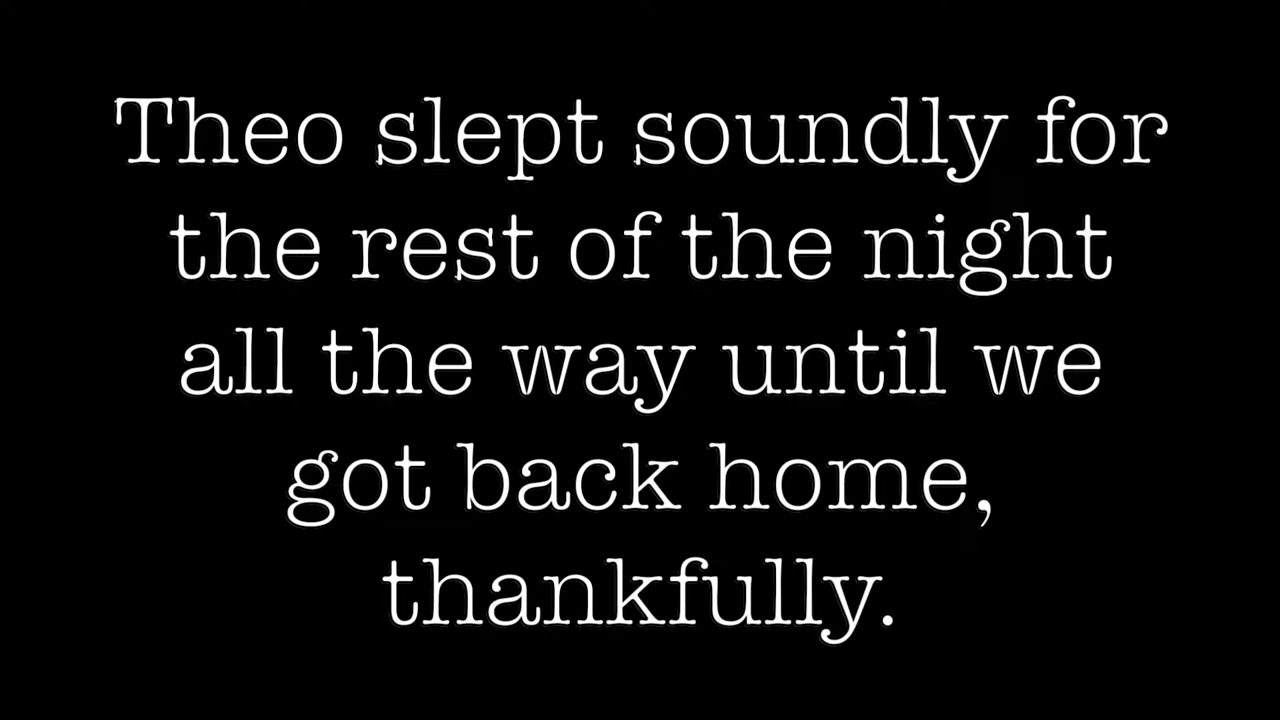 Theo slept soundly for
the rest of the night
all the way until we
got back home,
thankfully.